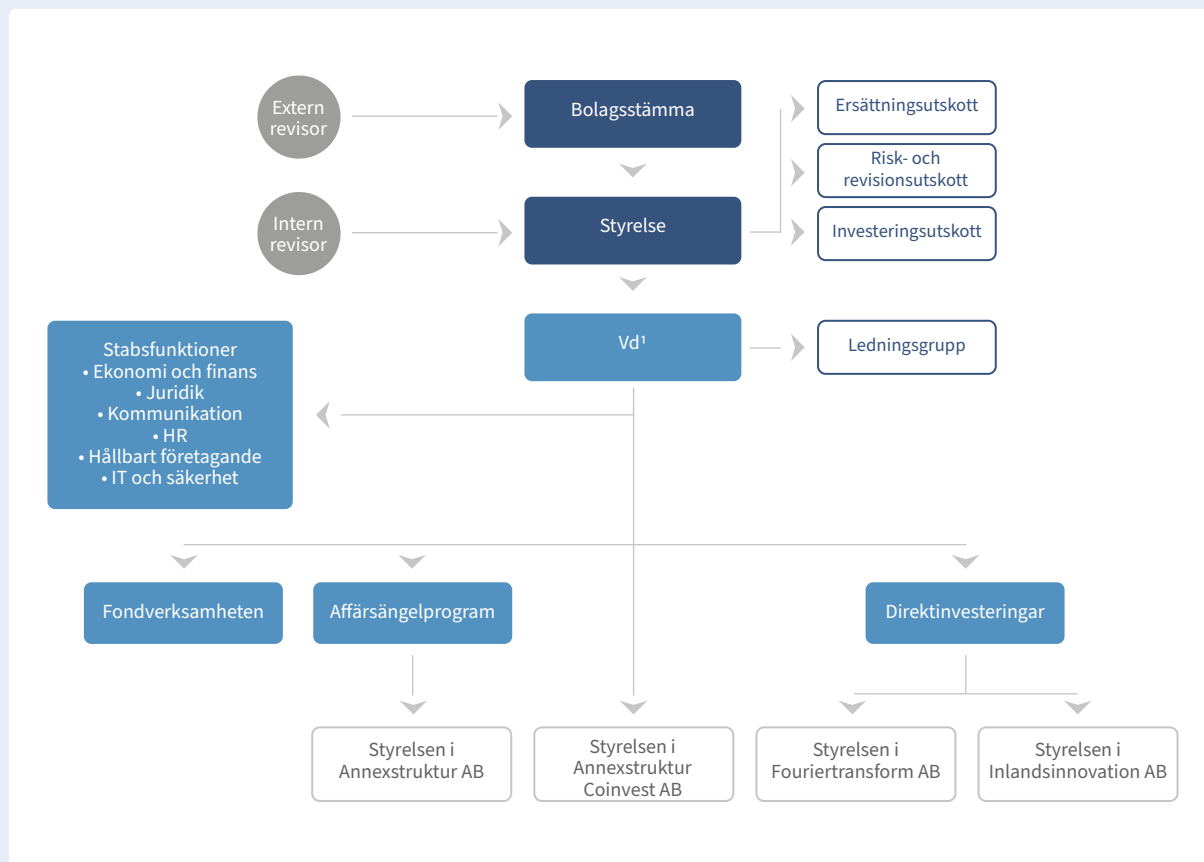 Extern
revisor
Bolagsstämma
Ersättningsutskott
Risk- och
revisionsutskott
Intern
revisor
Styrelse
Investeringsutskott
Vd¹
Ledningsgrupp
Stabsfunktioner
• Ekonomi och finans
• Juridik
• Kommunikation
• HR
• Hållbart företagande
• IT och säkerhet
Fondverksamheten
Affärsängelprogram
Direktinvesteringar
Styrelsen i
Annexstruktur AB
Styrelsen i
Annexstruktur
Coinvest AB
Styrelsen i
Fouriertransform AB
Styrelsen i
Inlandsinnovation AB